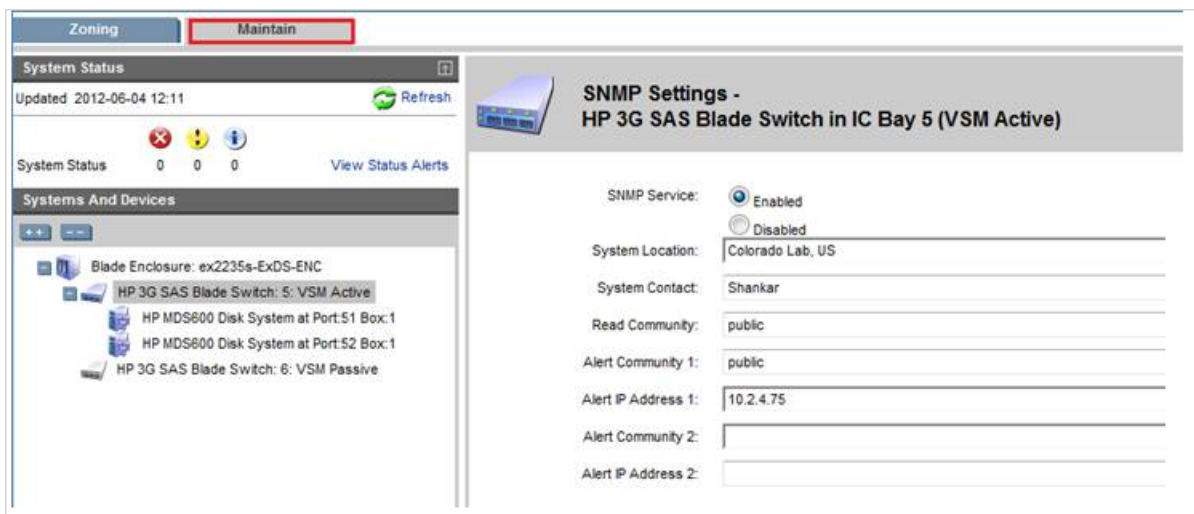 Zoning
Maintain
System Status
Updated 2012-06-04 12:11
Refresh
System Status 0 0 0 View Status Alerts
Systems And Devices
Blade Enclosure: ex2235s-ExDS-ENC
HP 3G SAS Blade Switch: 5: VSM Active
HP MDS600 Disk System at Port:51 Box:1
HP MDS600 Disk System at Port:52 Box:1
HP 3G SAS Blade Switch: 6: VSM Passive
SNMP Settings -
HP 3G SAS Blade Switch in IC Bay 5 (VSM Active)
SNMP Service: Enabled
Disabled
System Location: Colorado Lab, US
System Contact: Shankar
Read Community: public
Alert Community 1: public
Alert IP Address 1: 10.2.4.75
Alert Community 2:
Alert IP Address 2: